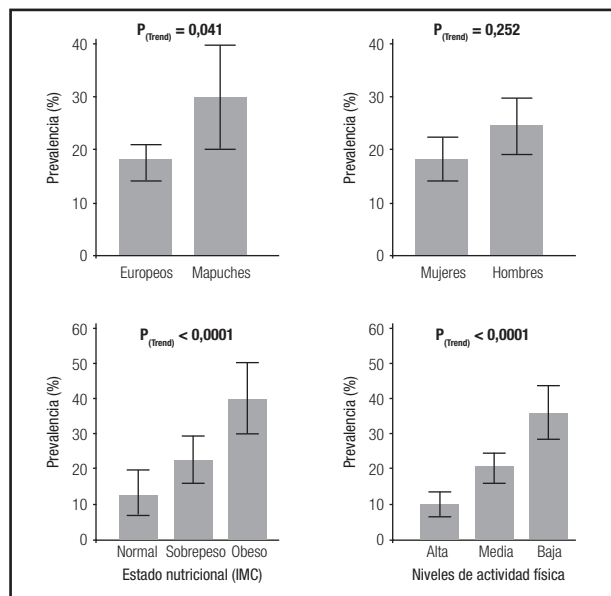 P(Trend) = 0,041
Prevalencia (%)
40
30
20
10
0
Europeos Mapuches
P(Trend) = 0,252
Prevalencia (%)
40
30
20
10
0
Mujeres Hombres
P(Trend) < 0,0001
Prevalencia (%)
60
50
40
30
20
10
0
Normal Sobrepeso Obeso
Estado nutricional (IMC)
P(Trend) < 0,0001
Prevalencia (%)
60
50
40
30
20
10
0
Alta Media Baja
Niveles de actividad física